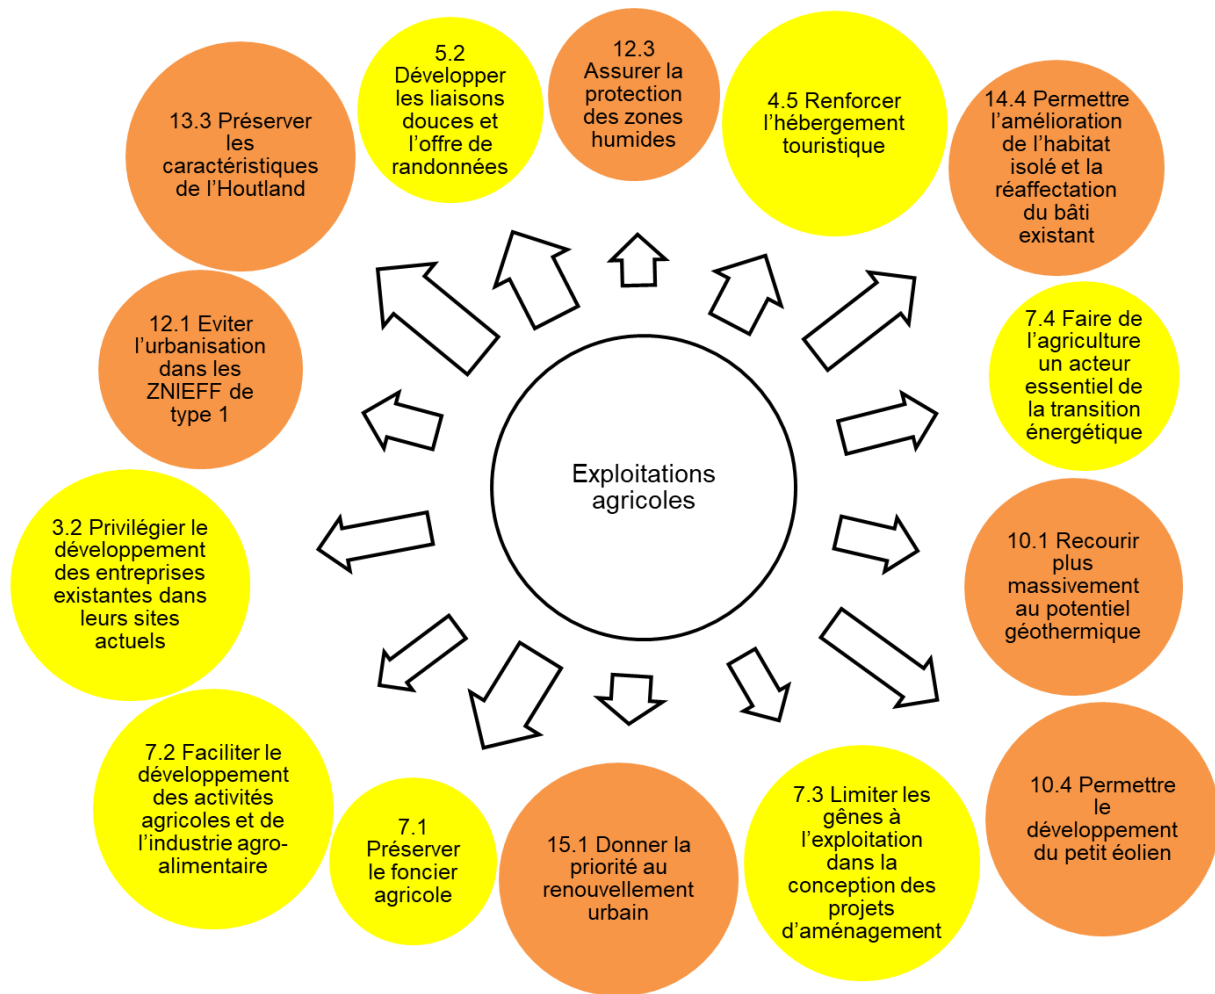 13.3 Préserver
les
caractéristiques
de l’Houtland
5.2
Développer
les liaisons
douces et
l’offre de
randonnées
12.3
Assurer la
protection
des zones
humides
4.5 Renforcer
l’hébergement
touristique
14.4 Permettre
l’amélioration
de l’habitat
isolé et la
réaffectation
du bâti
existant
12.1 Eviter
l’urbanisation
dans les
ZNIEFF de
type 1
7.4 Faire de
l’agriculture
un acteur
essentiel de
la transition
énergétique
Exploitations
agricoles
3.2 Privilégier le
développement
des entreprises
existantes dans
leurs sites
actuels
10.1 Recourir
plus
massivement
au potentiel
géothermique
7.2 Faciliter le
développement
des activités
agricoles et de
l’industrie agro-
alimentaire
7.1
Préserver
le foncier
agricole
15.1 Donner la
priorité au
renouvellement
urbain
7.3 Limiter les
gênes à
l’exploitation
dans la
conception des
projets
d’aménagement
10.4 Permettre
le
développement
du petit éolien